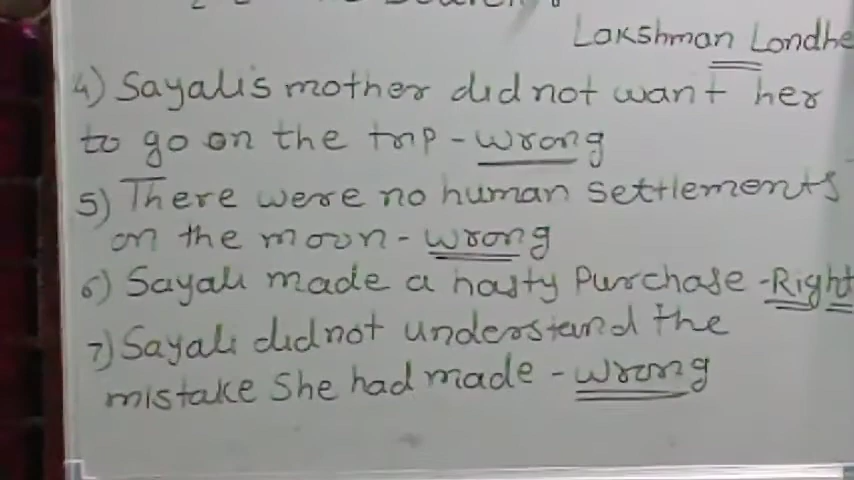 Lakshman Londhe
4) Sayali's mother did not want her
to go on the trip - wrong
5) There were no human settlements
on the moon - wrong
6) Sayali made a hasty Purchase - Right
7) Sayali did not understand the
mistake She had made - wrong